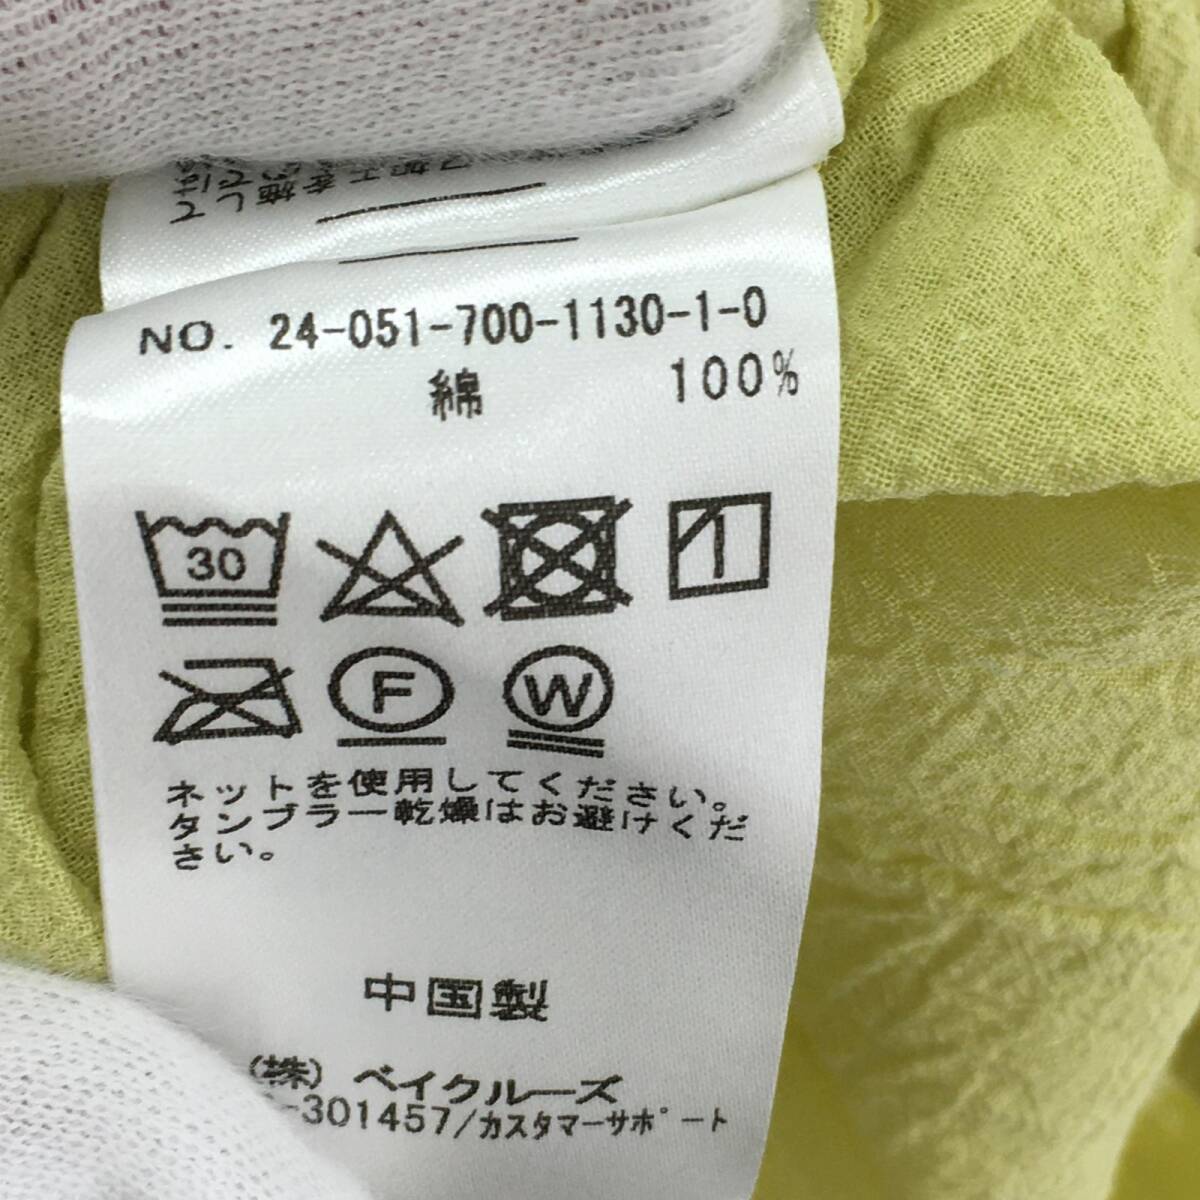 NO. 24-051-700-1130-1-0
綿 100%
30
F W
ネットを使用してください。
タンブラー乾燥はお避けくだ
さい。
中国製
(株) ベイクルーズ
-301457/カスタマーサポート